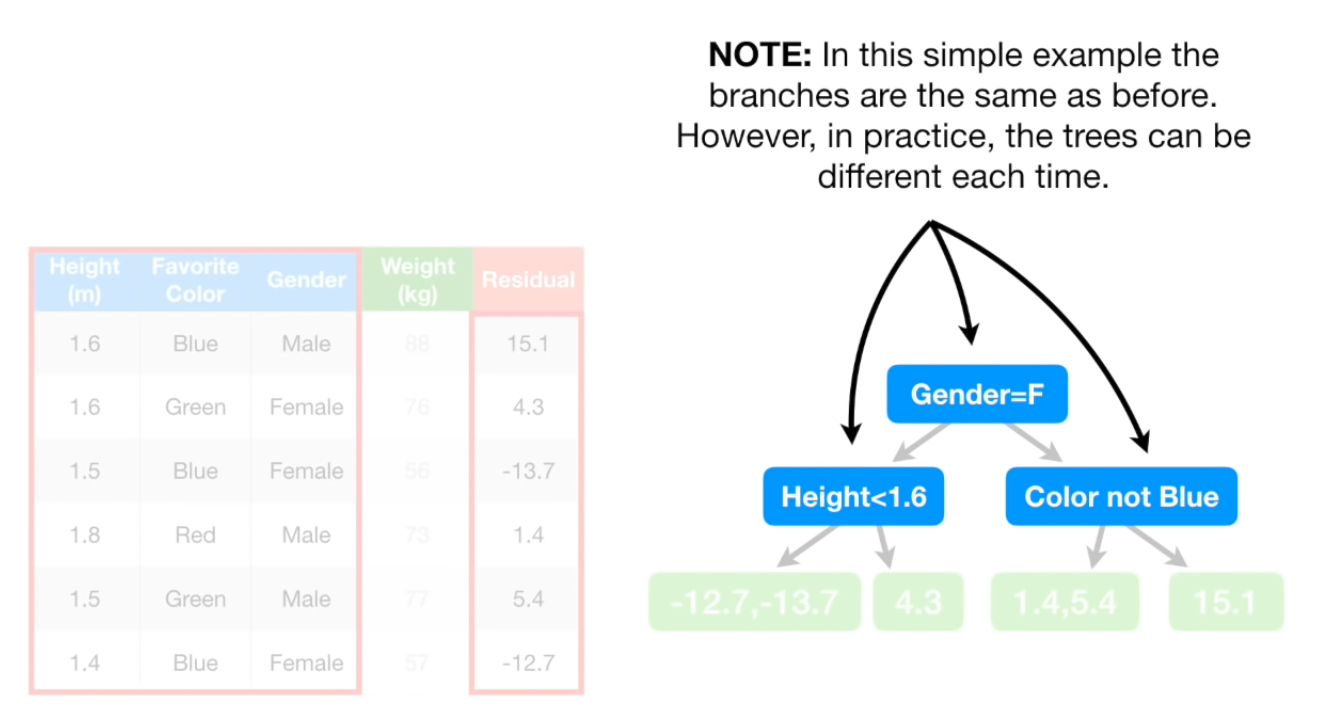 NOTE: In this simple example the
branches are the same as before.
However, in practice, the trees can be
different each time.
Height (m) Favorite Color Gender Weight (kg) Residual
1.6 Blue Male 88 15.1
1.6 Green Female 76 4.3
1.5 Blue Female 56 -13.7
1.8 Red Male 73 1.4
1.5 Green Male 77 5.4
1.4 Blue Female 57 -12.7
Gender=F
Height<1.6 Color not Blue
-12.7,-13.7 4.3 1.4,5.4 15.1